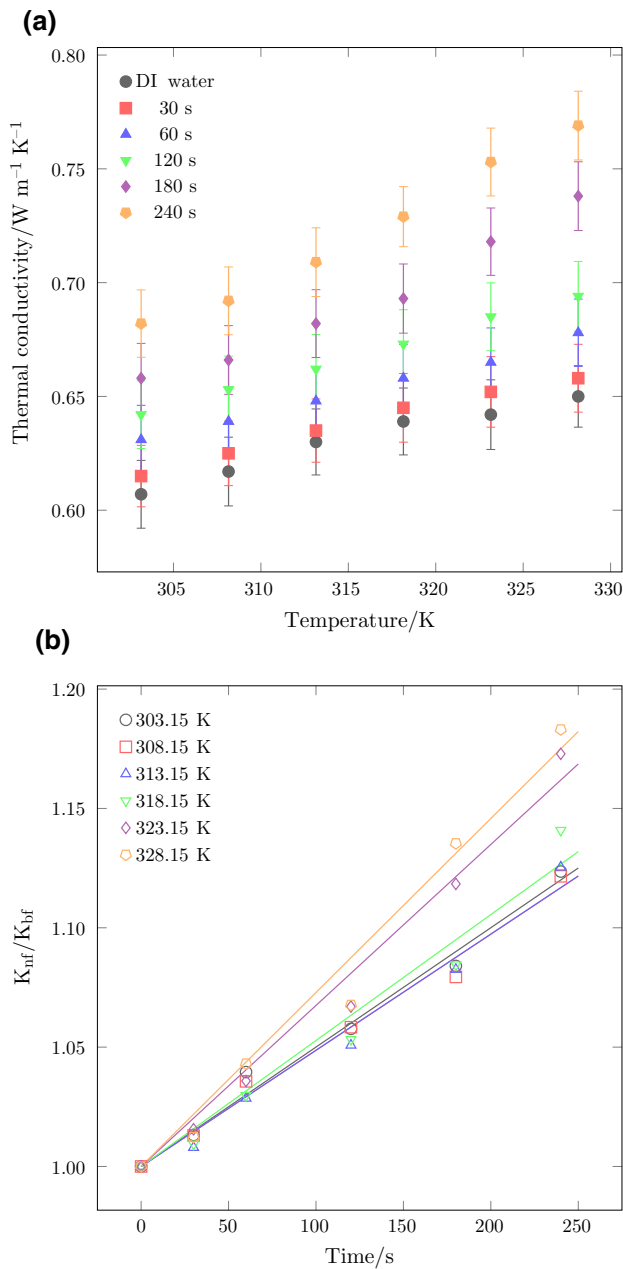 (a)
0.80
0.75
0.70
0.65
0.60
Thermal conductivity/W m⁻¹ K⁻¹
DI water
30 s
60 s
120 s
180 s
240 s
305 310 315 320 325 330
Temperature/K
(b)
1.20
1.15
1.10
1.05
1.00
Knf/Kbf
303.15 K
308.15 K
313.15 K
318.15 K
323.15 K
328.15 K
0 50 100 150 200 250
Time/s